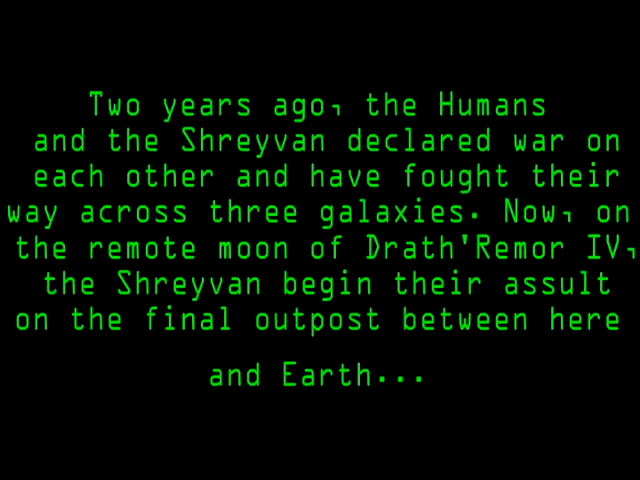 Two years ago, the Humans
and the Shreyvan declared war on
each other and have fought their
way across three galaxies. Now, on
the remote moon of Drath'Remor IV,
the Shreyvan begin their assult
on the final outpost between here
and Earth...